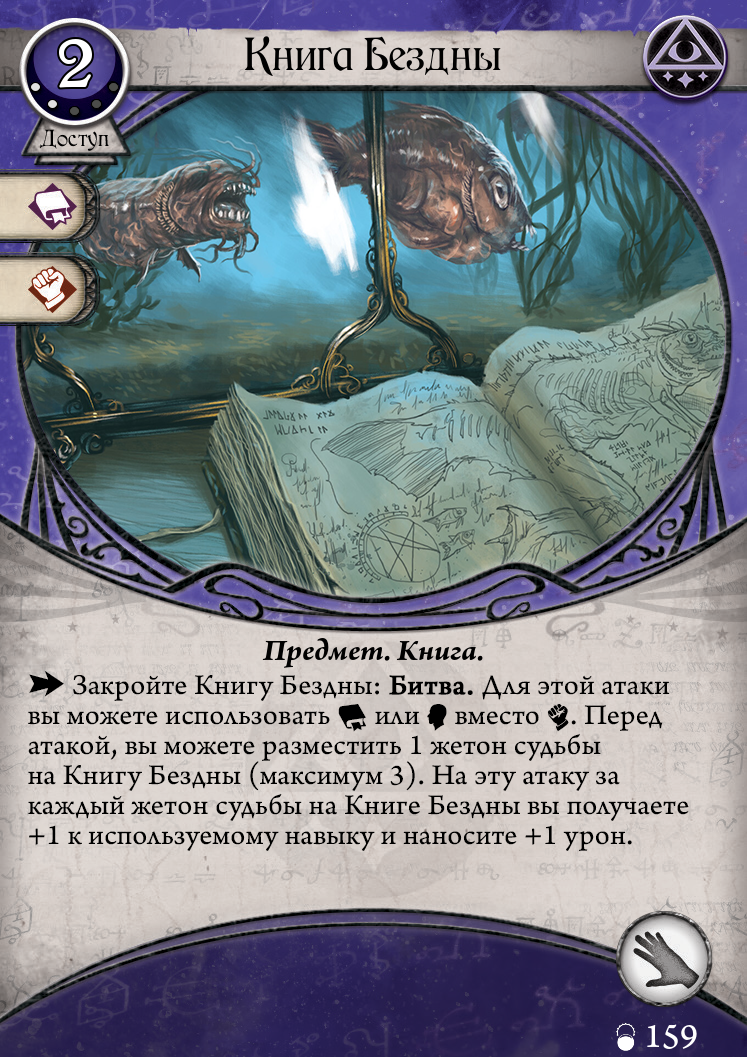 Книга Бездны
2
Доступ
Предмет. Книга.
Закройте Книгу Бездны: Битва. Для этой атаки
вы можете использовать или вместо . Перед
атакой, вы можете разместить 1 жетон судьбы
на Книгу Бездны (максимум 3). На эту атаку за
каждый жетон судьбы на Книге Бездны вы получаете
+1 к используемому навыку и наносите +1 урон.
159